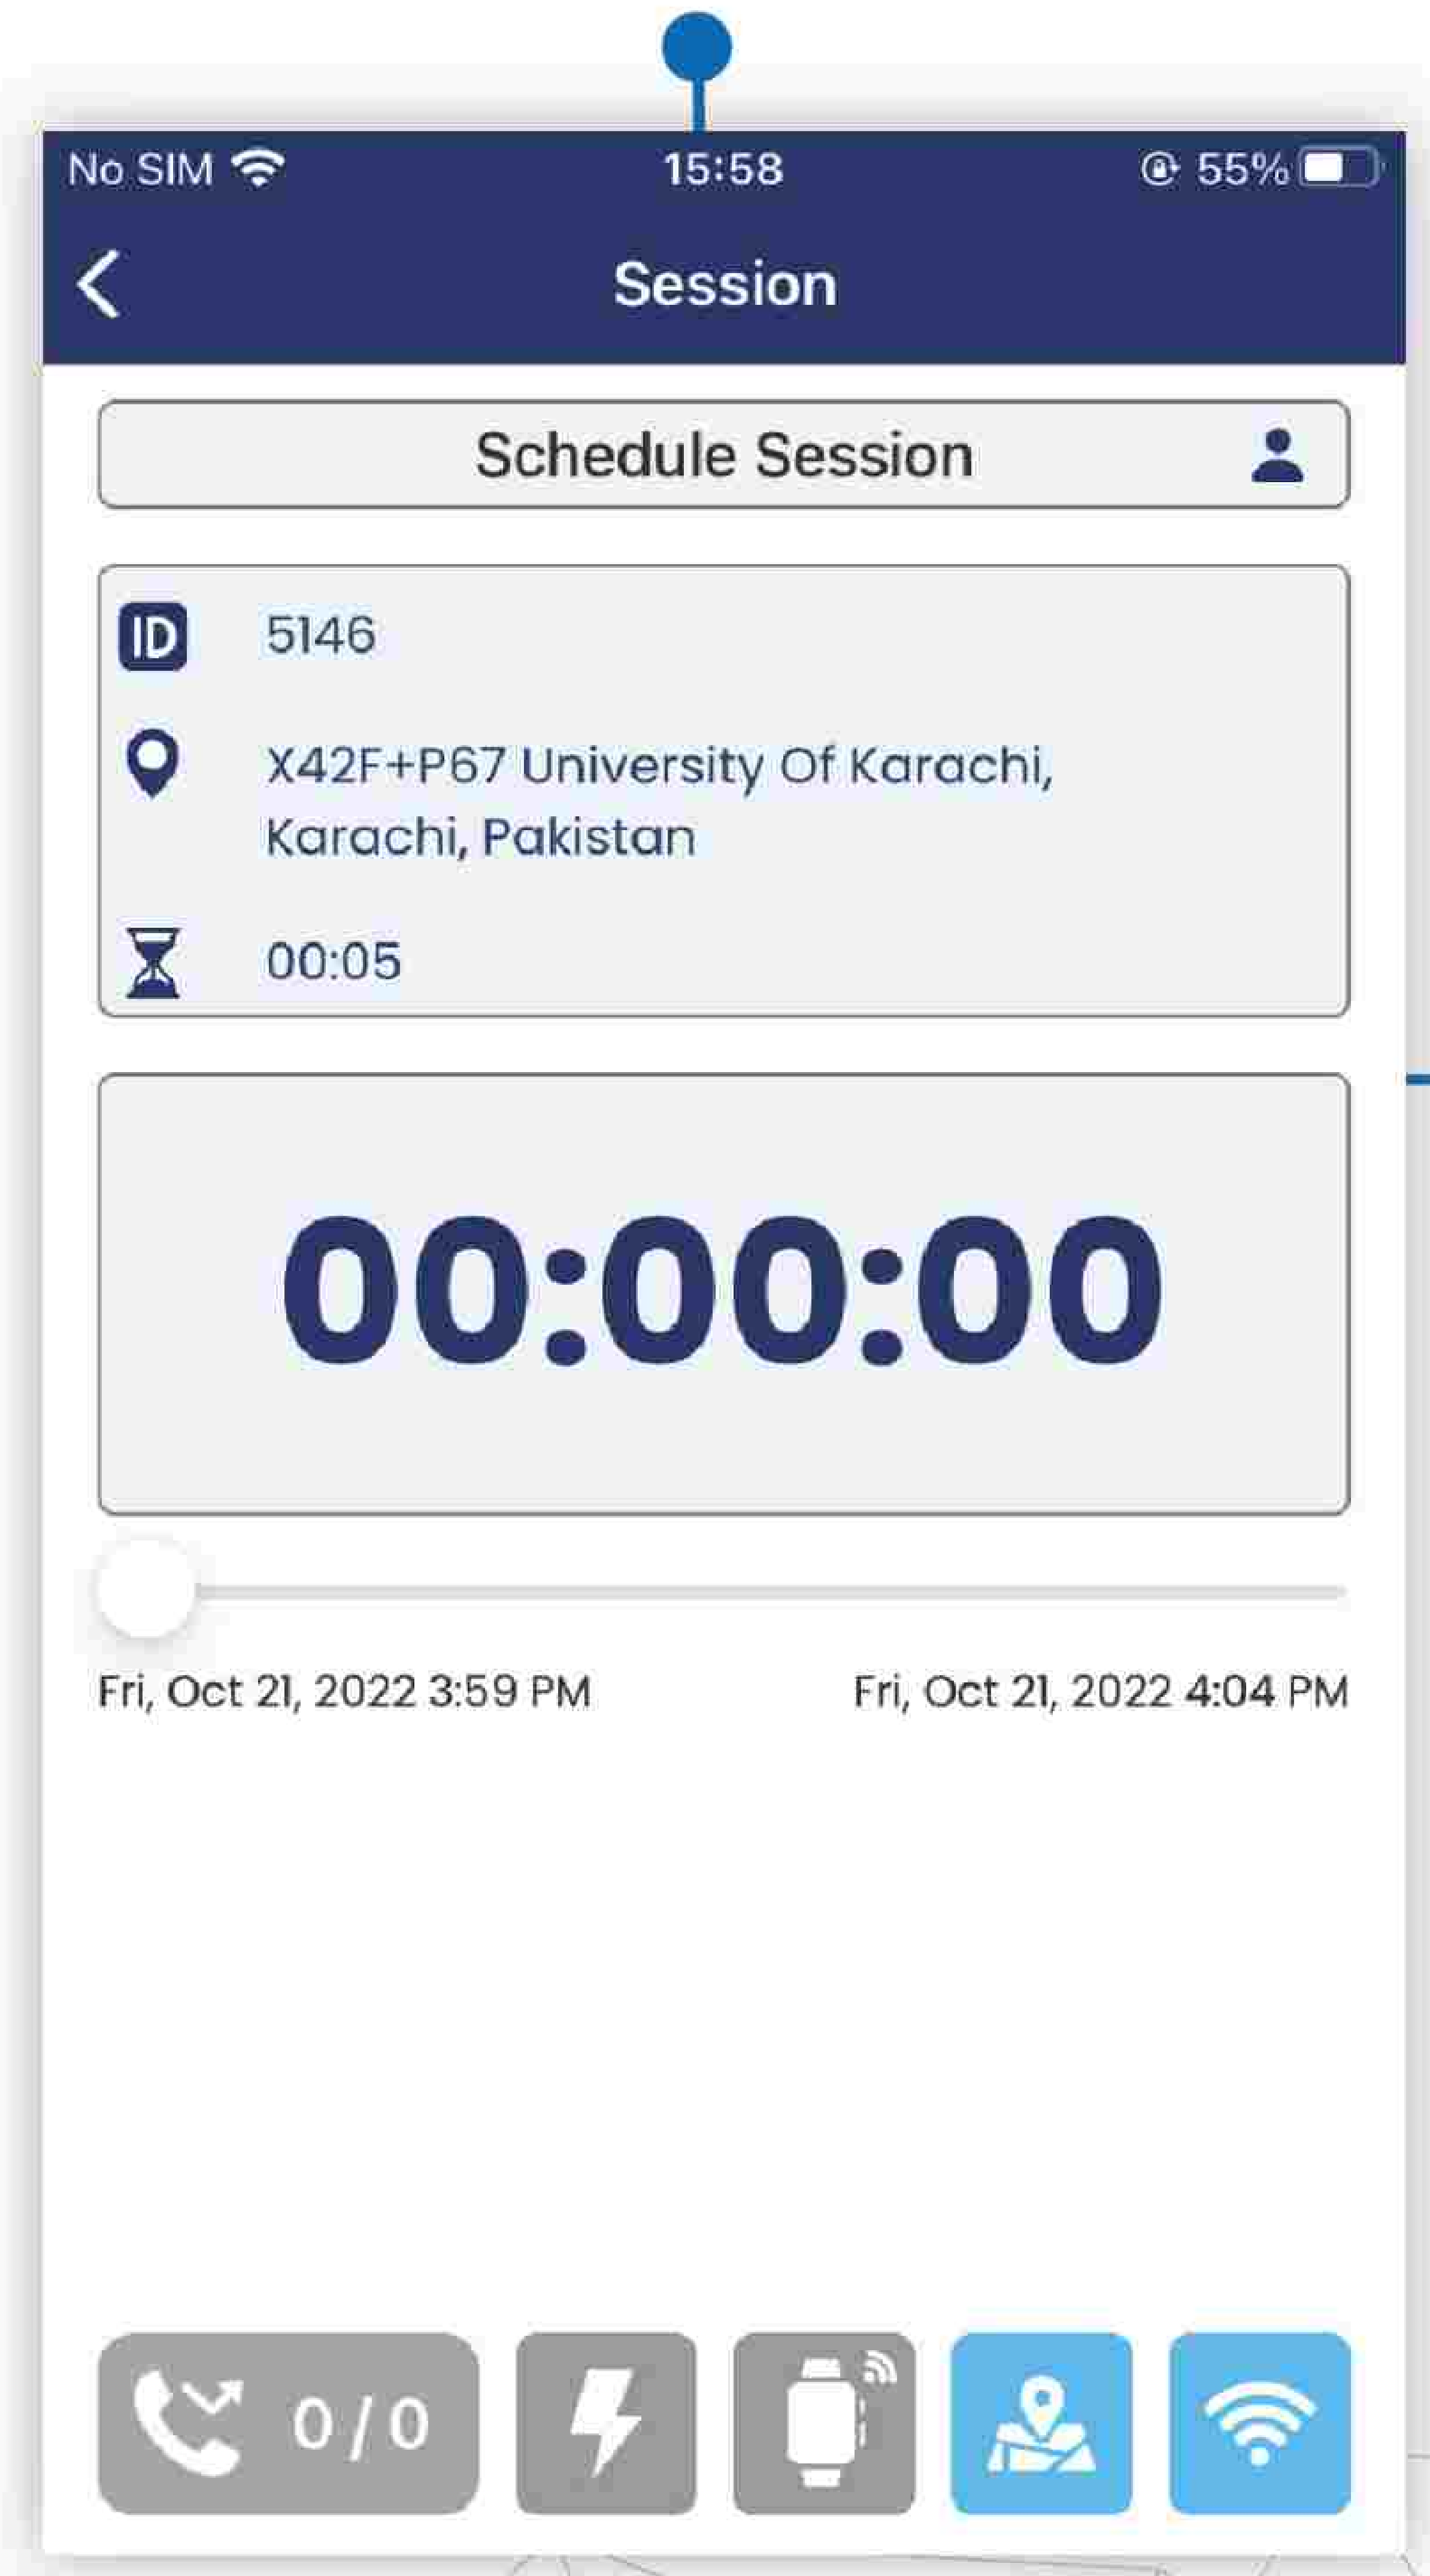 No SIM 15:58 55%
Session
Schedule Session
ID 5146
X42F+P67 University Of Karachi,
Karachi, Pakistan
00:05
00:00:00
Fri, Oct 21, 2022 3:59 PM Fri, Oct 21, 2022 4:04 PM
0/0